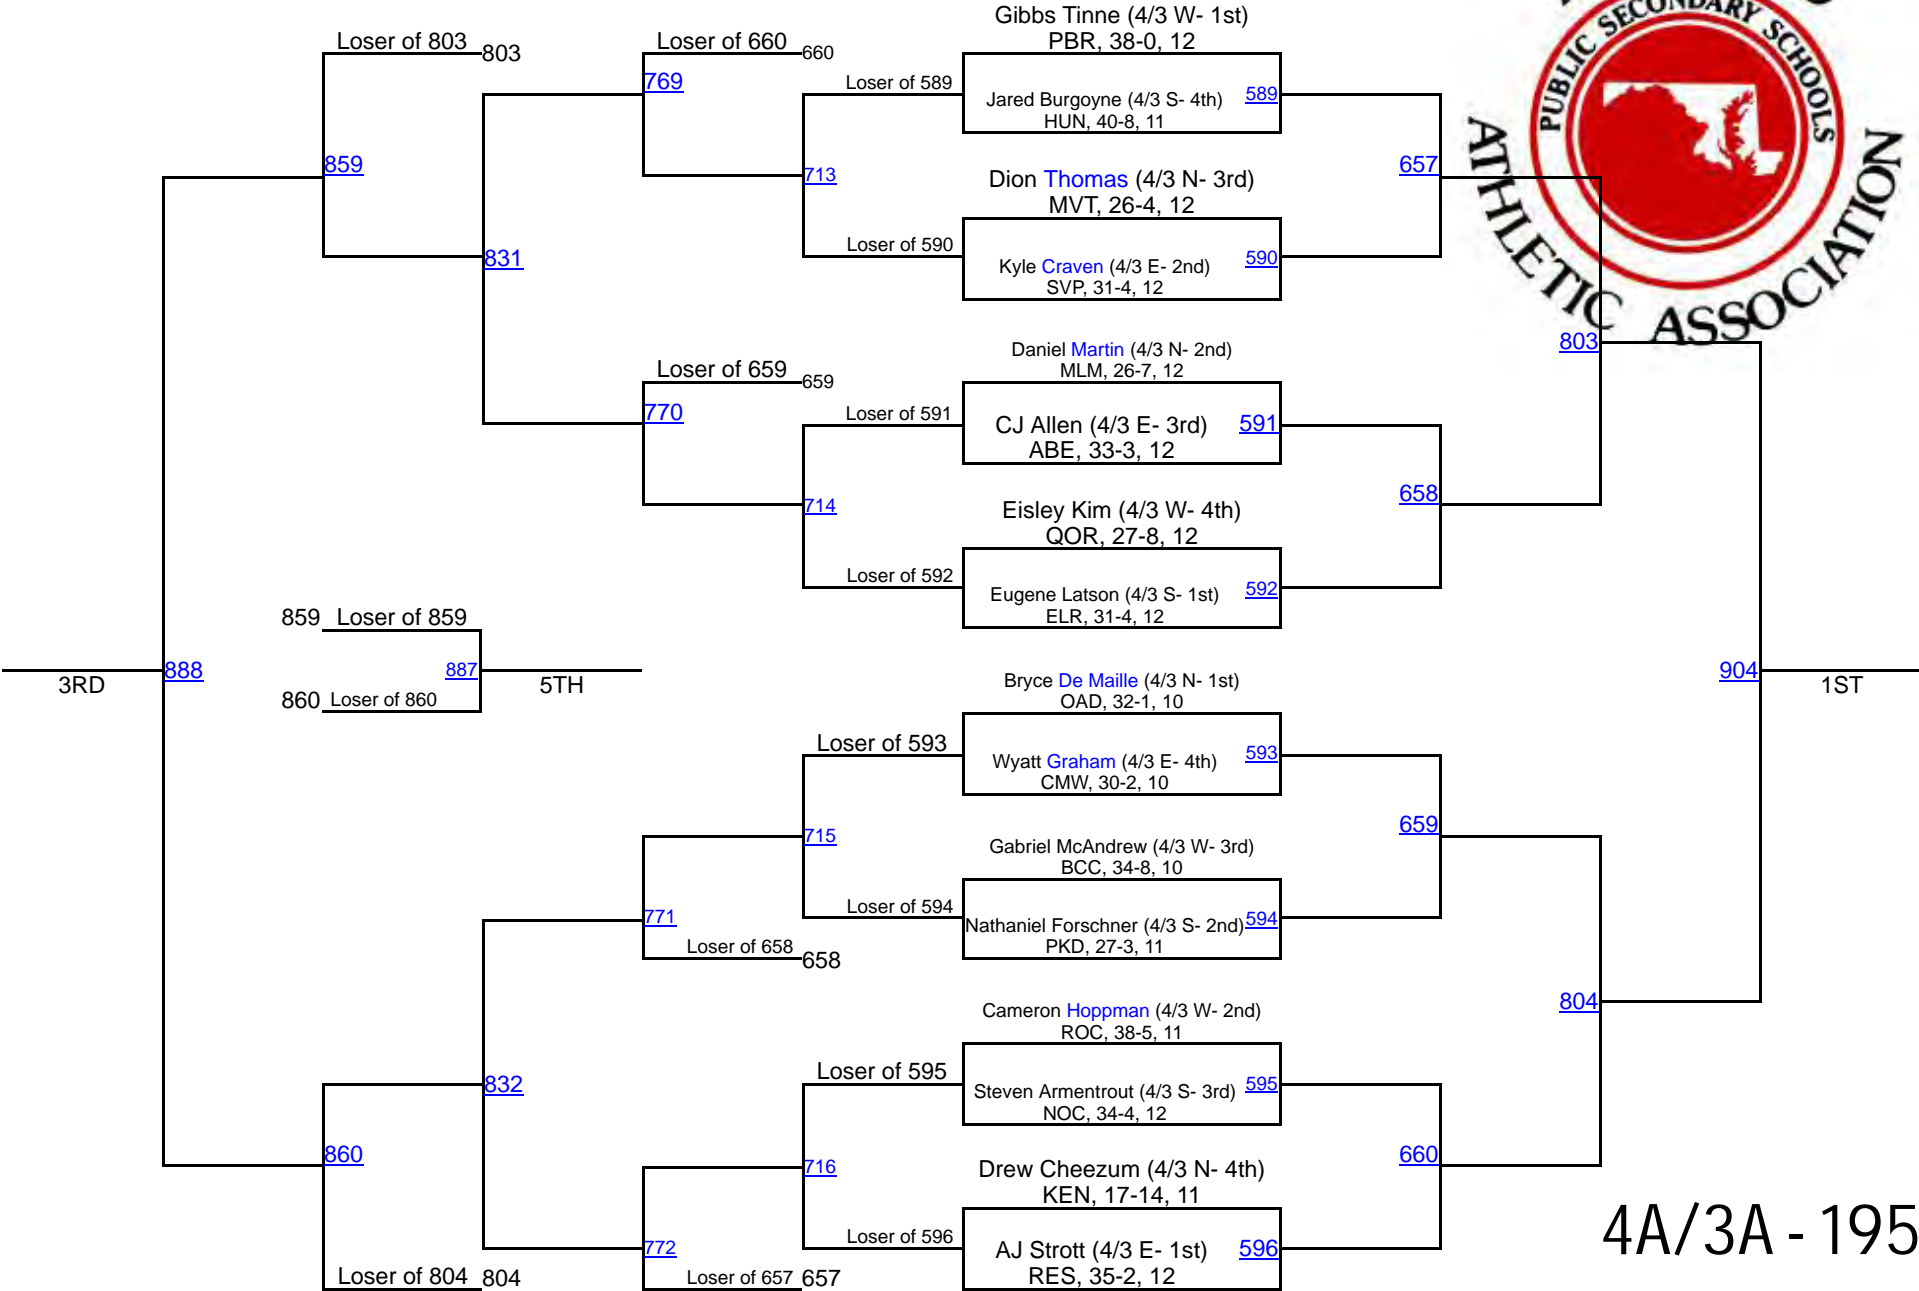 Gibbs Tinne (4/3 W- 1st)
PBR, 38-0, 12
Loser of 803
803
Loser of 660
660
769
Loser of 589
Jared Burgoyne (4/3 S- 4th)
HUN, 40-8, 11
589
PUBLIC SECONDARY SCHOOLS
ATHLETIC ASSOCIATION
859
713
657
Dion Thomas (4/3 N- 3rd)
MVT, 26-4, 12
831
Loser of 590
Kyle Craven (4/3 E- 2nd)
SVP, 31-4, 12
590
803
Daniel Martin (4/3 N- 2nd)
MLM, 26-7, 12
Loser of 659
659
770
Loser of 591
CJ Allen (4/3 E- 3rd)
ABE, 33-3, 12
591
714
658
Eisley Kim (4/3 W- 4th)
QOR, 27-8, 12
Loser of 592
Eugene Latson (4/3 S- 1st)
ELR, 31-4, 12
592
859 Loser of 859
3RD
888
887
5TH
860 Loser of 860
904
1ST
Bryce De Maille (4/3 N- 1st)
OAD, 32-1, 10
Loser of 593
Wyatt Graham (4/3 E- 4th)
CMW, 30-2, 10
593
715
659
Gabriel McAndrew (4/3 W- 3rd)
BCC, 34-8, 10
771
Loser of 594
Nathaniel Forschner (4/3 S- 2nd)
PKD, 27-3, 11
594
Loser of 658
658
804
Cameron Hoppman (4/3 W- 2nd)
ROC, 38-5, 11
832
Loser of 595
Steven Armentrout (4/3 S- 3rd)
NOC, 34-4, 12
595
860
716
660
Drew Cheezum (4/3 N- 4th)
KEN, 17-14, 11
772
Loser of 596
AJ Strott (4/3 E- 1st)
RES, 35-2, 12
596
Loser of 804
804
Loser of 657
657
4A/3A - 195